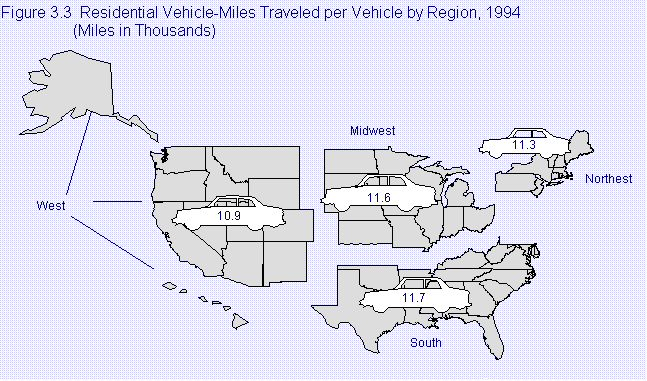 Figure 3.3 Residential Vehicle-Miles Traveled per Vehicle by Region, 1994
(Miles in Thousands)
Midwest
11.3
Northest
West
10.9
11.6
11.7
South